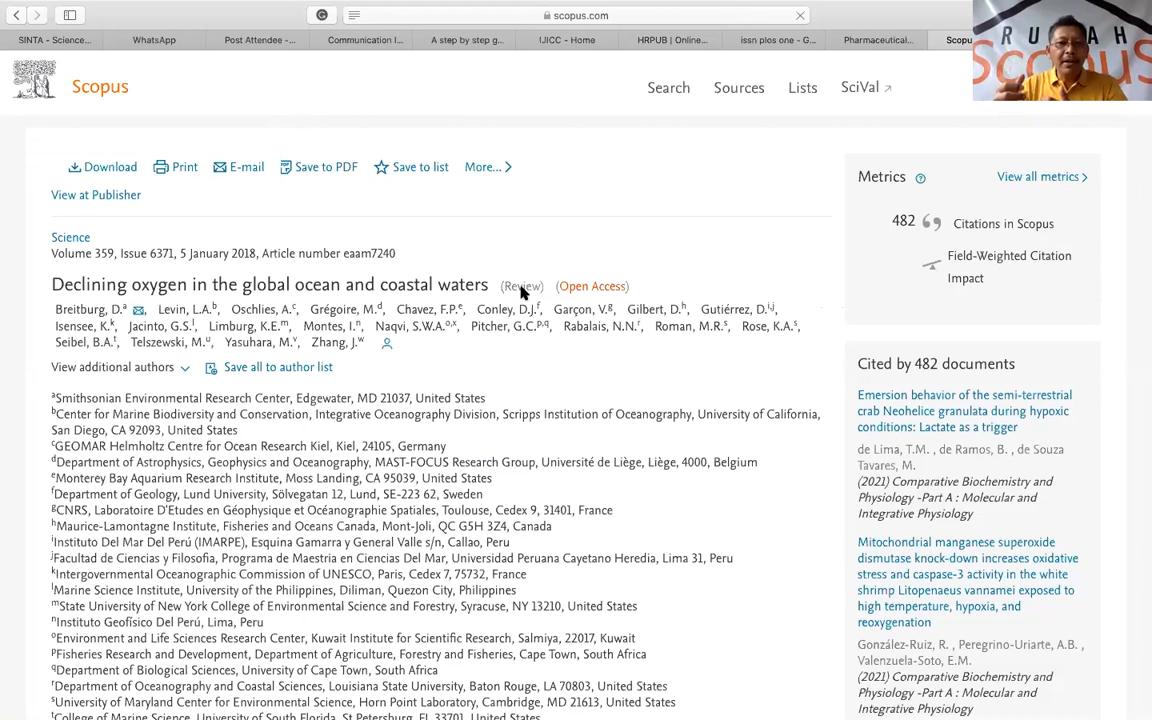 scopus.com
SINTA - Science...
WhatsApp
Post Attendee -...
Communication I...
A step by step g...
IJICC - Home
HRPUB | Online...
issn plos one - G...
Pharmaceutical...
Scopu
RUMAH
Scopus
Scopus
Search
Sources
Lists
SciVal
Download
Print
E-mail
Save to PDF
Save to list
More...
View at Publisher
Science
Volume 359, Issue 6371, 5 January 2018, Article number eaam7240
Declining oxygen in the global ocean and coastal waters (Review) (Open Access)
Breitburg, D.a Levin, L.A.b, Oschlies, A.c, Grégoire, M.d, Chavez, F.P.e, Conley, D.J.f, Garçon, V.g, Gilbert, D.h, Gutiérrez, D.i,j,
Isensee, K.k, Jacinto, G.S.l, Limburg, K.E.m, Montes, I.n, Naqvi, S.W.A.o,x, Pitcher, G.C.p,q, Rabalais, N.N.r, Roman, M.R.s, Rose, K.A.s,
Seibel, B.A.t, Telszewski, M.u, Yasuhara, M.v, Zhang, J.w
View additional authors
Save all to author list
aSmithsonian Environmental Research Center, Edgewater, MD 21037, United States
bCenter for Marine Biodiversity and Conservation, Integrative Oceanography Division, Scripps Institution of Oceanography, University of California,
San Diego, CA 92093, United States
cGEOMAR Helmholtz Centre for Ocean Research Kiel, Kiel, 24105, Germany
dDepartment of Astrophysics, Geophysics and Oceanography, MAST-FOCUS Research Group, Université de Liège, Liège, 4000, Belgium
eMonterey Bay Aquarium Research Institute, Moss Landing, CA 95039, United States
fDepartment of Geology, Lund University, Sölvegatan 12, Lund, SE-223 62, Sweden
gCNRS, Laboratoire D'Etudes en Géophysique et Océanographie Spatiales, Toulouse, Cedex 9, 31401, France
hMaurice-Lamontagne Institute, Fisheries and Oceans Canada, Mont-Joli, QC G5H 3Z4, Canada
iInstituto Del Mar Del Perú (IMARPE), Esquina Gamarra y General Valle s/n, Callao, Peru
jFacultad de Ciencias y Filosofia, Programa de Maestria en Ciencias Del Mar, Universidad Peruana Cayetano Heredia, Lima 31, Peru
kIntergovernmental Oceanographic Commission of UNESCO, Paris, Cedex 7, 75732, France
lMarine Science Institute, University of the Philippines, Diliman, Quezon City, Philippines
mState University of New York College of Environmental Science and Forestry, Syracuse, NY 13210, United States
nInstituto Geofísico Del Perú, Lima, Peru
oEnvironment and Life Sciences Research Center, Kuwait Institute for Scientific Research, Salmiya, 22017, Kuwait
pFisheries Research and Development, Department of Agriculture, Forestry and Fisheries, Cape Town, South Africa
qDepartment of Biological Sciences, University of Cape Town, South Africa
rDepartment of Oceanography and Coastal Sciences, Louisiana State University, Baton Rouge, LA 70803, United States
sUniversity of Maryland Center for Environmental Science, Horn Point Laboratory, Cambridge, MD 21613, United States
tCollege of Marine Science, University of South Florida, St Petersburg, FL 33701, United States
Metrics
View all metrics
482
Citations in Scopus
Field-Weighted Citation
Impact
Cited by 482 documents
Emersion behavior of the semi-terrestrial
crab Neohelice granulata during hypoxic
conditions: Lactate as a trigger
de Lima, T.M. , de Ramos, B. , de Souza
Tavares, M.
(2021) Comparative Biochemistry and
Physiology -Part A : Molecular and
Integrative Physiology
Mitochondrial manganese superoxide
dismutase knock-down increases oxidative
stress and caspase-3 activity in the white
shrimp Litopenaeus vannamei exposed to
high temperature, hypoxia, and
reoxygenation
González-Ruiz, R. , Peregrino-Uriarte, A.B. ,
Valenzuela-Soto, E.M.
(2021) Comparative Biochemistry and
Physiology -Part A : Molecular and
Integrative Physiology